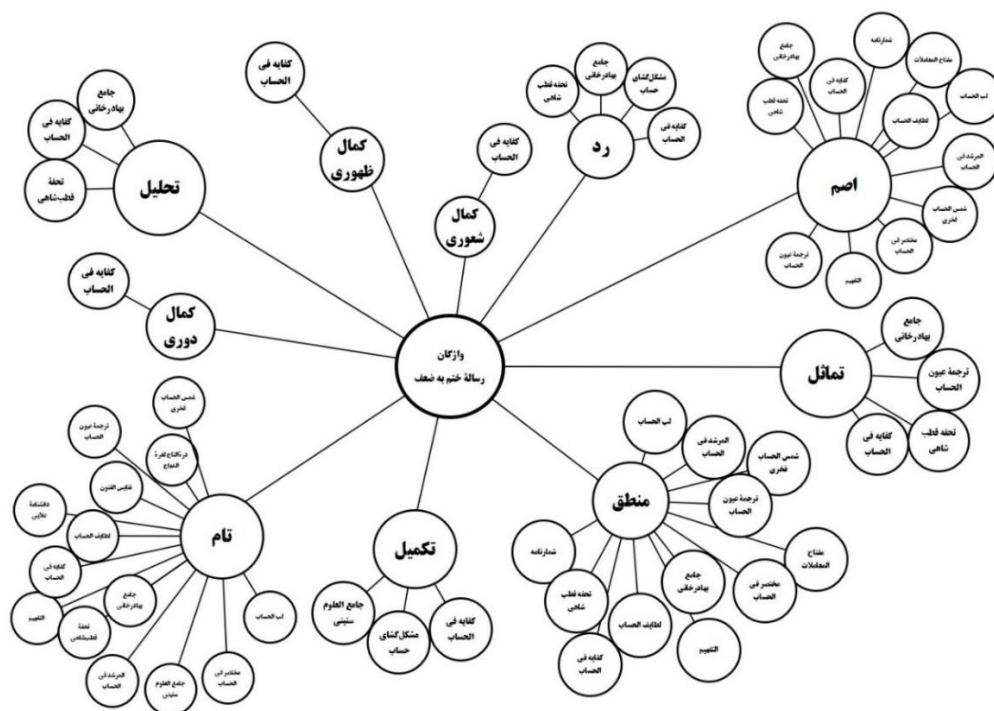 واژگان
رسالهٔ ختم به ضعف
اصم
جامع
بهادرخانی
شمارنامه
مفتاح المعاملات
لب الحساب
کفایه فی
الحساب
تحفه قطب
شاهی
لطایف الحساب
المرشد فی
الحساب
شمس الحساب
فخری
مختصر فی
الحساب
التفهیم
ترجمهٔ عیون
الحساب
رد
تحفه قطب
شاهی
جامع
بهادرخانی
مشکل‌گشای
حساب
کفایه فی
الحساب
کمال
شعوری
کفایه فی
الحساب
کمال
ظهوری
کفایه فی
الحساب
تحلیل
جامع
بهادرخانی
کفایه فی
الحساب
تحفهٔ
قطب‌شاهی
کمال
دوری
کفایه فی
الحساب
تماثل
جامع
بهادرخانی
ترجمهٔ عیون
الحساب
تحفه قطب
شاهی
کفایه فی
الحساب
منطق
لب الحساب
المرشد فی
الحساب
شمس الحساب
فخری
ترجمهٔ عیون
الحساب
مفتاح
المعاملات
مختصر فی
الحساب
جامع
بهادرخانی
التفهیم
لطایف الحساب
کفایه فی
الحساب
تحفه قطب
شاهی
شمارنامه
تکمیل
جامع العلوم
ستینی
مشکل‌گشای
حساب
کفایه فی
الحساب
تام
شمس الحساب
فخری
ترجمهٔ عیون
الحساب
درةالتاج لغرة
الدباج
نفایس الفنون
دانشنامهٔ
علایی
لطایف الحساب
کفایه فی
الحساب
جامع
بهادرخانی
التفهیم
تحفهٔ
قطب‌شاهی
لب الحساب
المرشد فی
الحساب
جامع العلوم
ستینی
مختصر فی
الحساب